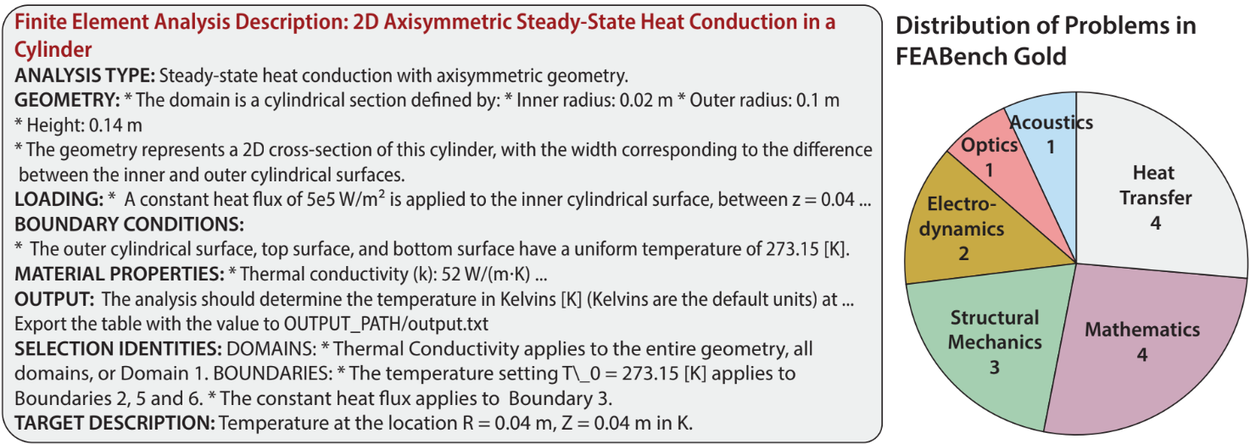 Finite Element Analysis Description: 2D Axisymmetric Steady-State Heat Conduction in a
Cylinder
ANALYSIS TYPE: Steady-state heat conduction with axisymmetric geometry.
GEOMETRY: * The domain is a cylindrical section defined by: * Inner radius: 0.02 m * Outer radius: 0.1 m
* Height: 0.14 m
* The geometry represents a 2D cross-section of this cylinder, with the width corresponding to the difference
between the inner and outer cylindrical surfaces.
LOADING: * A constant heat flux of 5e5 W/m² is applied to the inner cylindrical surface, between z = 0.04 ...
BOUNDARY CONDITIONS:
* The outer cylindrical surface, top surface, and bottom surface have a uniform temperature of 273.15 [K].
MATERIAL PROPERTIES: * Thermal conductivity (k): 52 W/(m·K) ...
OUTPUT: The analysis should determine the temperature in Kelvins [K] (Kelvins are the default units) at ...
Export the table with the value to OUTPUT_PATH/output.txt
SELECTION IDENTITIES: DOMAINS: * Thermal Conductivity applies to the entire geometry, all
domains, or Domain 1. BOUNDARIES: * The temperature setting T\_0 = 273.15 [K] applies to
Boundaries 2, 5 and 6. * The constant heat flux applies to Boundary 3.
TARGET DESCRIPTION: Temperature at the location R = 0.04 m, Z = 0.04 m in K.
Distribution of Problems in
FEABench Gold
Acoustics
1
Optics
1
Heat
Transfer
4
Electro-
dynamics
2
Structural
Mechanics
3
Mathematics
4